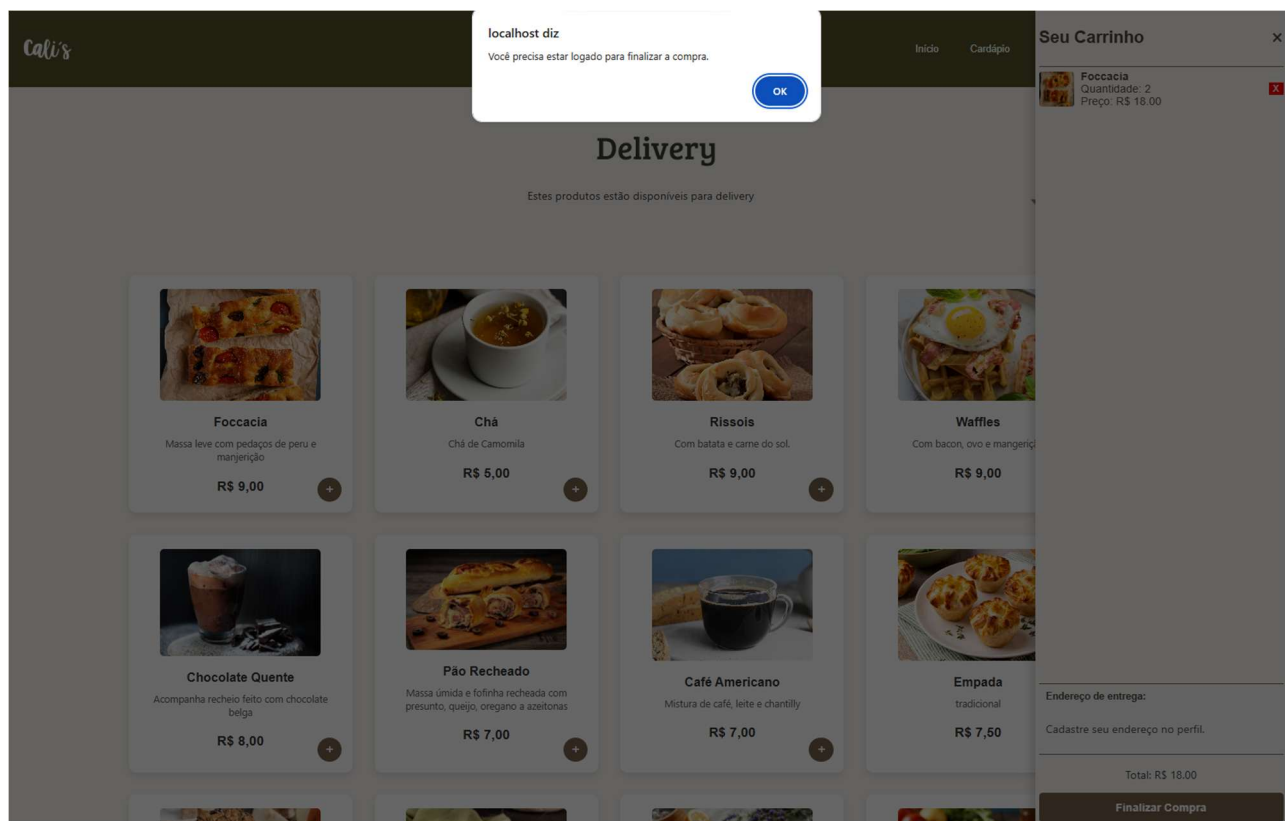 Cali's
localhost diz
Você precisa estar logado para finalizar a compra.
OK
Início
Cardápio
Seu Carrinho
×
Foccacia
Quantidade: 2
Preço: R$ 18.00
X
Delivery
Estes produtos estão disponíveis para delivery
Foccacia
Massa leve com pedaços de peru e
manjerição
R$ 9,00
+
Chá
Chá de Camomila
R$ 5,00
+
Rissois
Com batata e carne do sol.
R$ 9,00
+
Waffles
Com bacon, ovo e mangeriçã
R$ 9,00
Chocolate Quente
Acompanha recheio feito com chocolate
belga
R$ 8,00
+
Pão Recheado
Massa úmida e fofinha recheada com
presunto, queijo, oregano a azeitonas
R$ 7,00
+
Café Americano
Mistura de café, leite e chantilly
R$ 7,00
+
Empada
tradicional
R$ 7,50
Endereço de entrega:
Cadastre seu endereço no perfil.
Total: R$ 18.00
Finalizar Compra